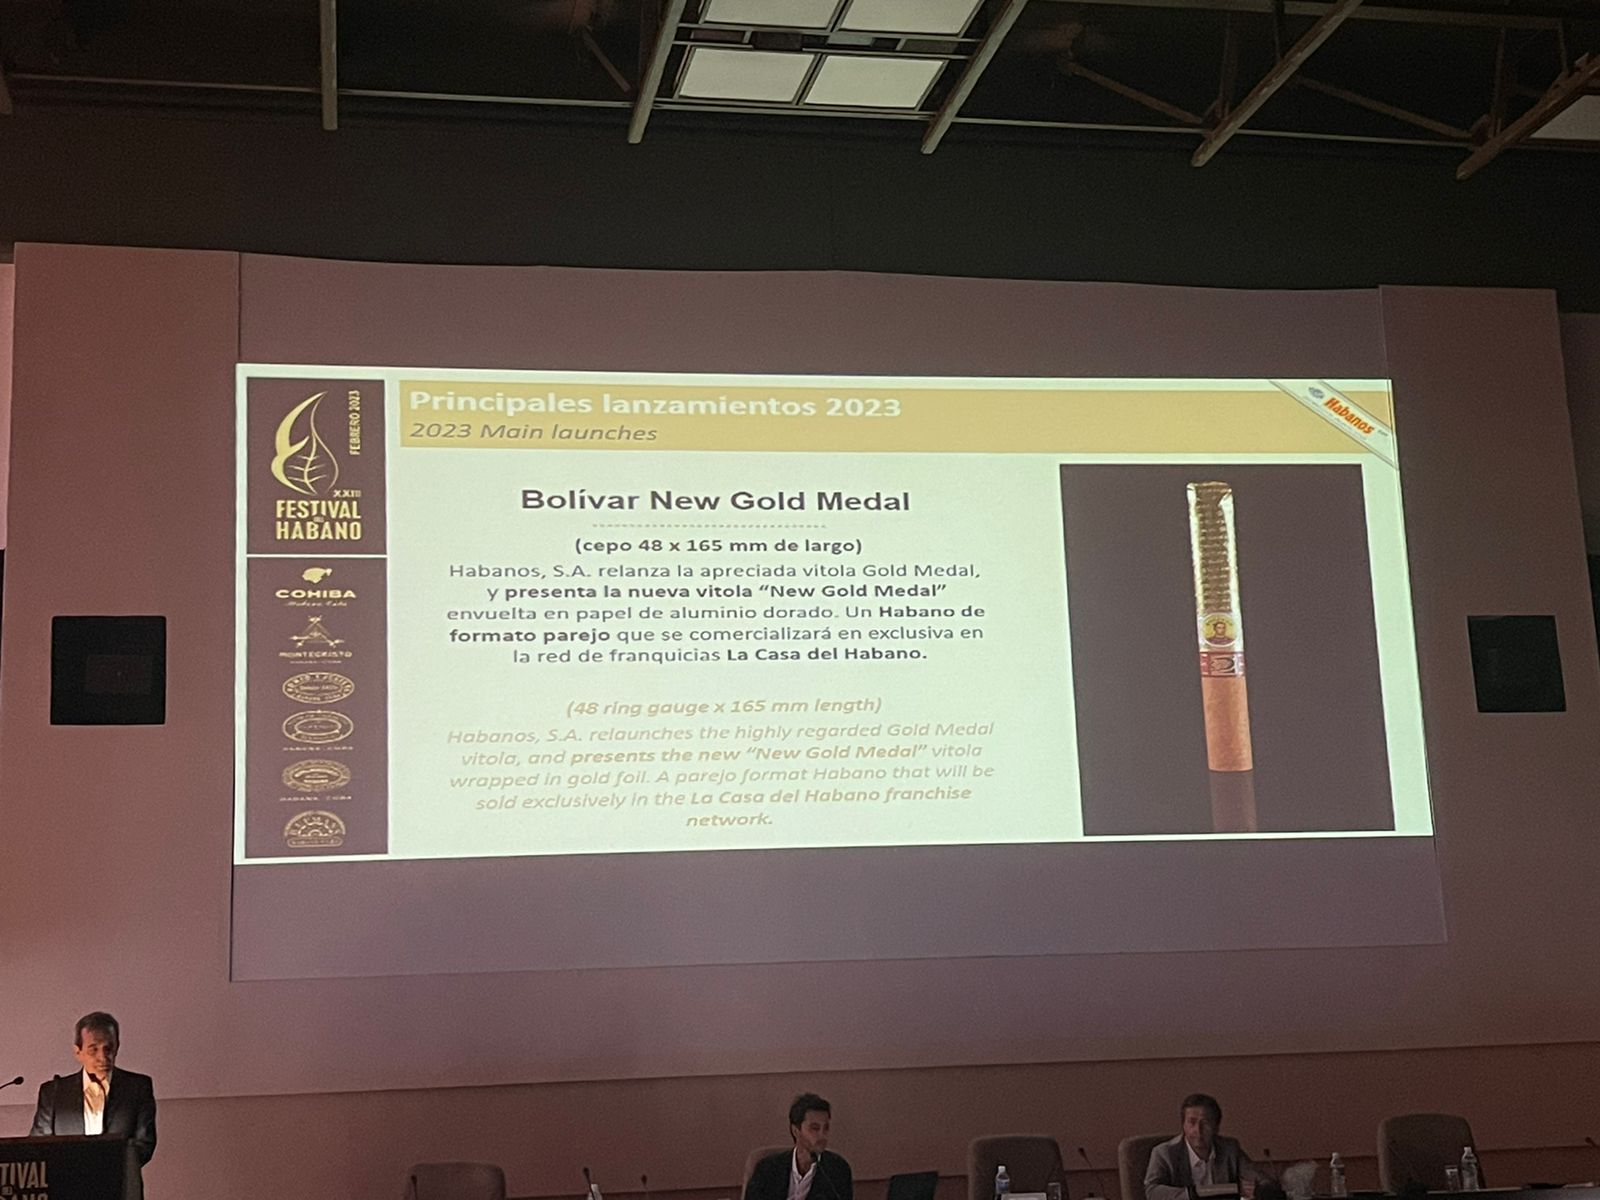 Principales lanzamientos 2023
2023 Main launches
Habanos
FEBRERO 2023
XXIII
FESTIVAL
DEL
HABANO
COHIBA
MONTECRISTO
Bolívar New Gold Medal
(cepo 48 x 165 mm de largo)
Habanos, S.A. relanza la apreciada vitola Gold Medal,
y presenta la nueva vitola “New Gold Medal”
envuelta en papel de aluminio dorado. Un Habano de
formato parejo que se comercializará en exclusiva en
la red de franquicias La Casa del Habano.
(48 ring gauge x 165 mm length)
Habanos, S.A. relaunches the highly regarded Gold Medal
vitola, and presents the new “New Gold Medal” vitola
wrapped in gold foil. A parejo format Habano that will be
sold exclusively in the La Casa del Habano franchise
network.
TIVAL